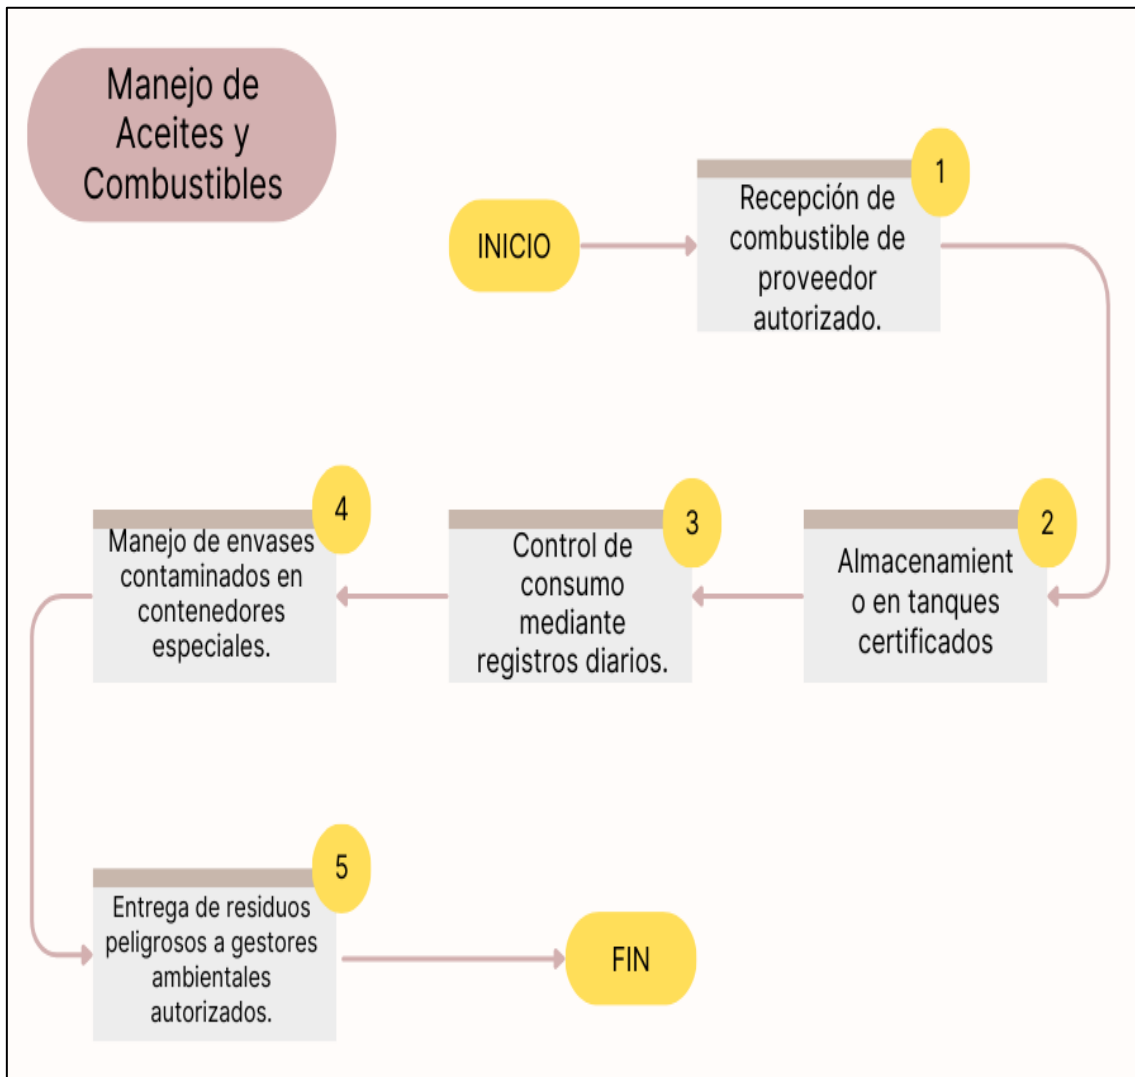 Manejo de
Aceites y
Combustibles
INICIO
1
Recepción de
combustible de
proveedor
autorizado.
2
Almacenamient
o en tanques
certificados
3
Control de
consumo
mediante
registros diarios.
4
Manejo de envases
contaminados en
contenedores
especiales.
5
Entrega de residuos
peligrosos a gestores
ambientales
autorizados.
FIN